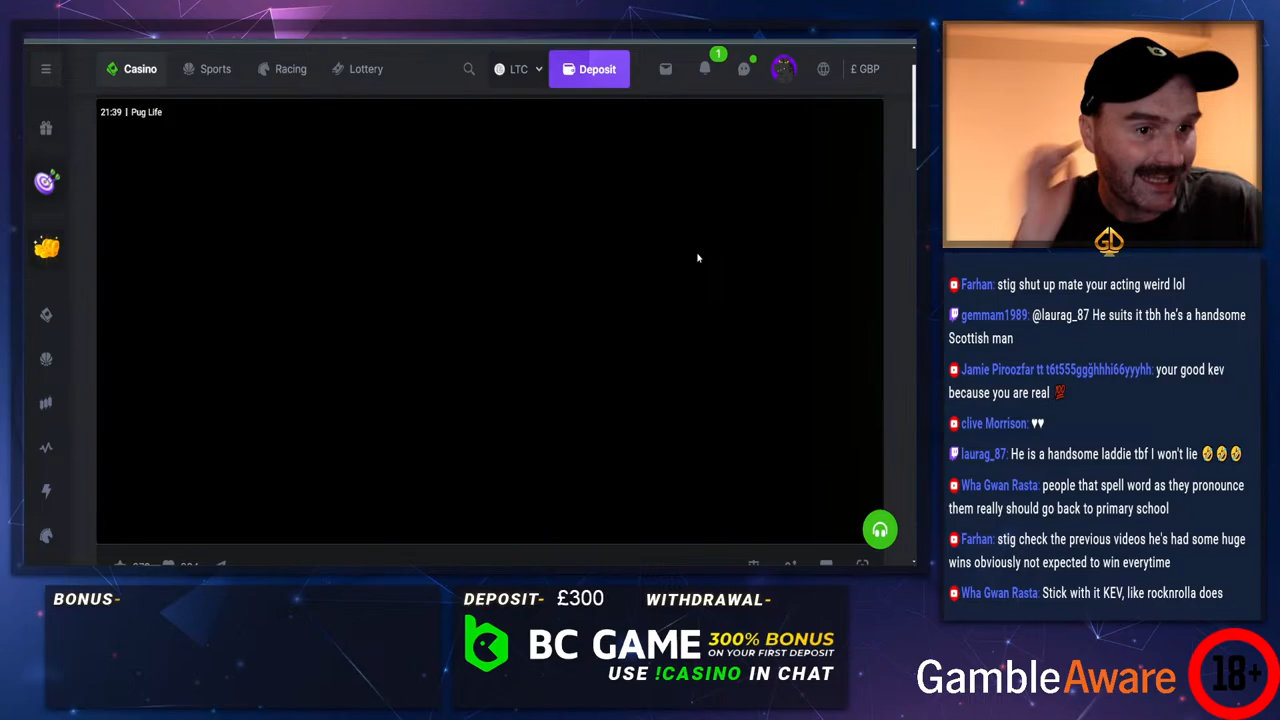 Casino
Sports
Racing
Lottery
LTC
Deposit
1
£ GBP
21:39 | Pug Life
GD
Farhan: stig shut up mate your acting weird lol
gemmam1989: @laurag_87 He suits it tbh he's a handsome
Scottish man
Jamie Piroozfar tt t6t555ggğhhhi66yyyhh: your good kev
because you are real 💯
clive Morrison: ♥♥
laurag_87: He is a handsome laddie tbf I won't lie 🤣🤣🤣
Wha Gwan Rasta: people that spell word as they pronounce
them really should go back to primary school
Farhan: stig check the previous videos he's had some huge
wins obviously not expected to win everytime
Wha Gwan Rasta: Stick with it KEV, like rocknrolla does
BONUS-
DEPOSIT- £300
WITHDRAWAL-
BC GAME
300% BONUS
ON YOUR FIRST DEPOSIT
USE !CASINO IN CHAT
GambleAware
18+